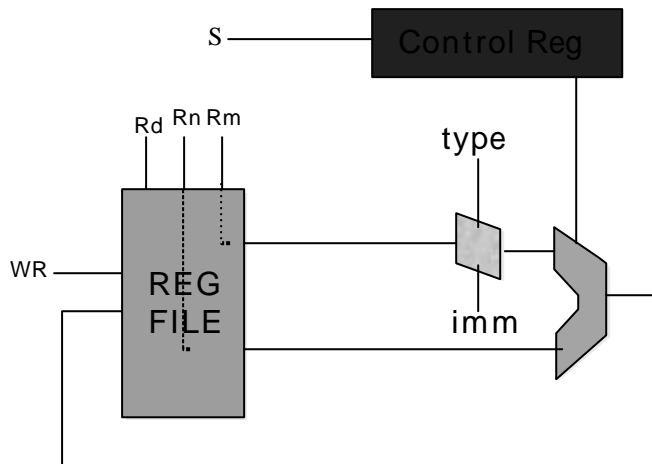 S
Control Reg
Rd Rn Rm
type
WR
REG
FILE
imm